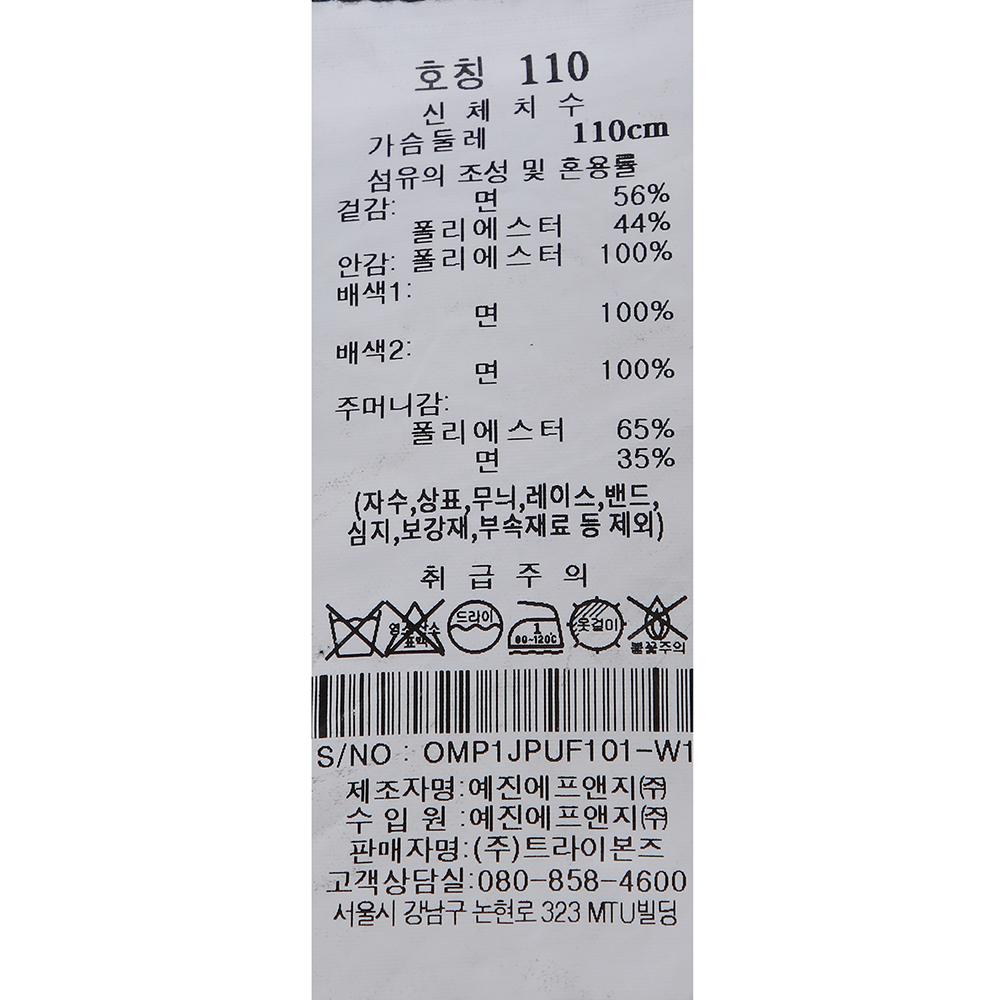 호칭 110
신 체 치 수
가슴둘레 110cm
섬유의 조성 및 혼용률
겉감: 면 56%
폴리에스터 44%
안감: 폴리에스터 100%
배색1:
면 100%
배색2:
면 100%
주머니감:
폴리에스터 65%
면 35%
(자수,상표,무늬,레이스,밴드,
심지,보강재,부속재료 등 제외)
취 급 주 의
염소산소 드라이 1 옷걸이
표백 80~120℃ 불꽃주의
S/NO : OMP1JPUF101-W1
제조자명:예진에프앤지㈜
수 입 원 :예진에프앤지㈜
판매자명:(주)트라이본즈
고객상담실:080-858-4600
서울시 강남구 논현로 323 MTU빌딩